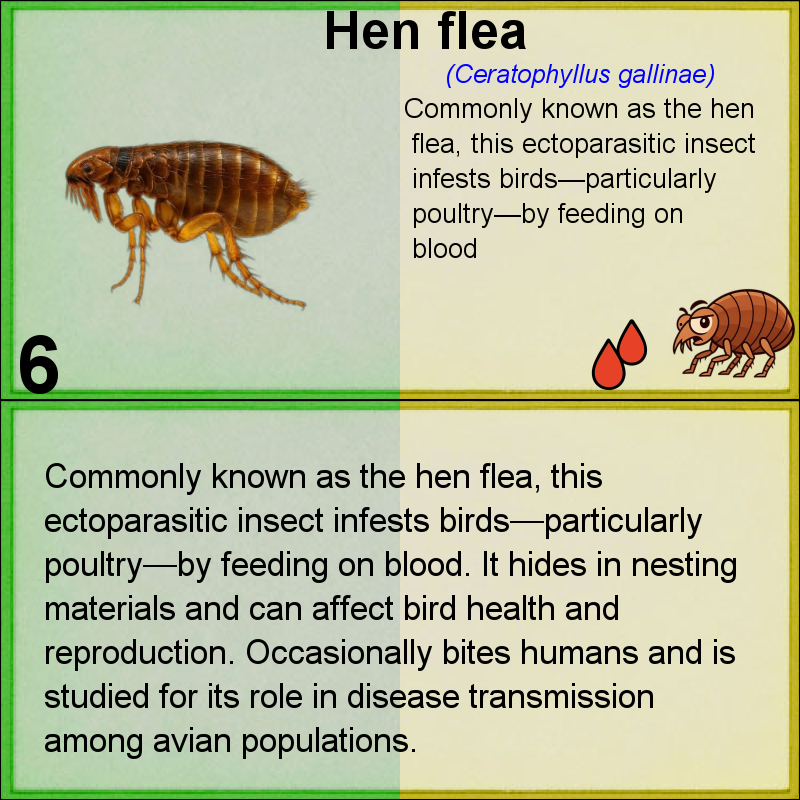 Hen flea
(Ceratophyllus gallinae)
Commonly known as the hen
flea, this ectoparasitic insect
infests birds—particularly
poultry—by feeding on
blood
6
Commonly known as the hen flea, this
ectoparasitic insect infests birds—particularly
poultry—by feeding on blood. It hides in nesting
materials and can affect bird health and
reproduction. Occasionally bites humans and is
studied for its role in disease transmission
among avian populations.